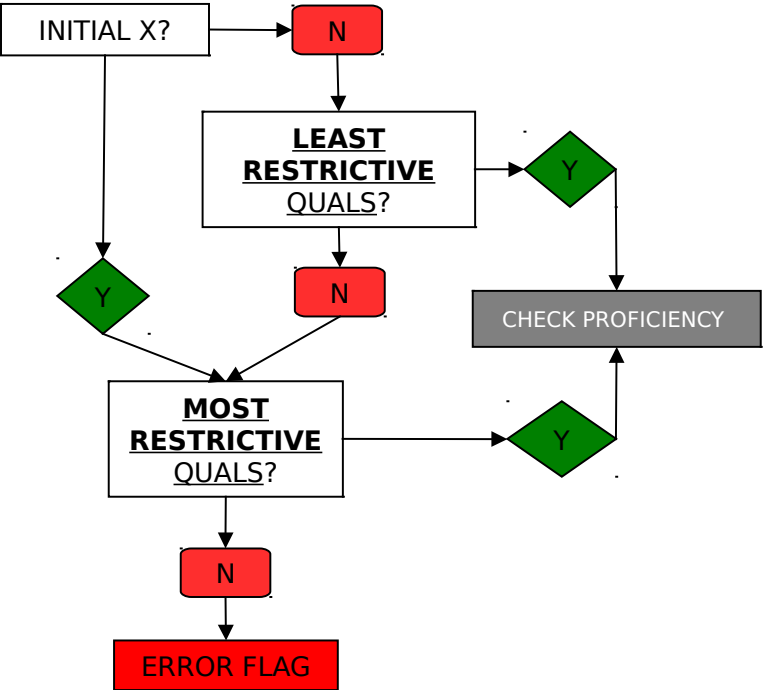 INITIAL X?
N
LEAST
RESTRICTIVE
QUALS?
Y
Y
N
CHECK PROFICIENCY
MOST
RESTRICTIVE
QUALS?
Y
N
ERROR FLAG